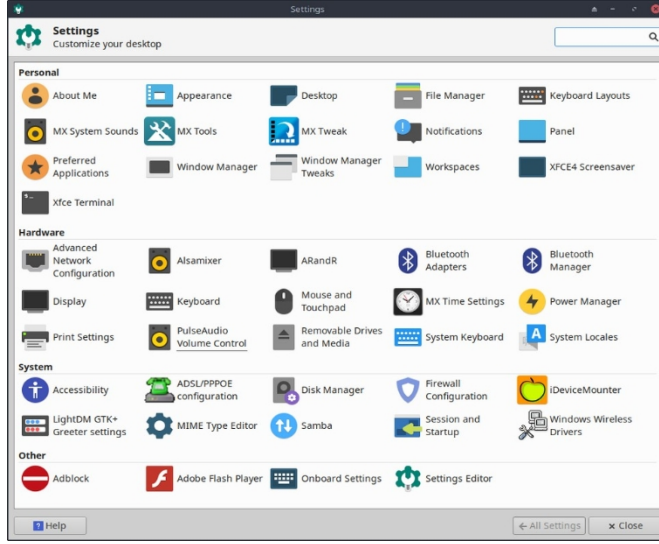 Settings
Settings
Customize your desktop
Personal
About Me
Appearance
Desktop
File Manager
Keyboard Layouts
MX System Sounds
MX Tools
MX Tweak
Notifications
Panel
Preferred
Applications
Window Manager
Window Manager
Tweaks
Workspaces
XFCE4 Screensaver
Xfce Terminal
Hardware
Advanced
Network
Configuration
Alsamixer
ARandR
Bluetooth
Adapters
Bluetooth
Manager
Display
Keyboard
Mouse and
Touchpad
MX Time Settings
Power Manager
Print Settings
PulseAudio
Volume Control
Removable Drives
and Media
System Keyboard
A
System Locales
System
Accessibility
ADSL/PPPOE
configuration
Disk Manager
Firewall
Configuration
iDeviceMounter
LightDM GTK+
Greeter settings
MIME Type Editor
Samba
Session and
Startup
Windows Wireless
Drivers
Other
Adblock
Adobe Flash Player
Onboard Settings
Settings Editor
? Help
← All Settings
× Close